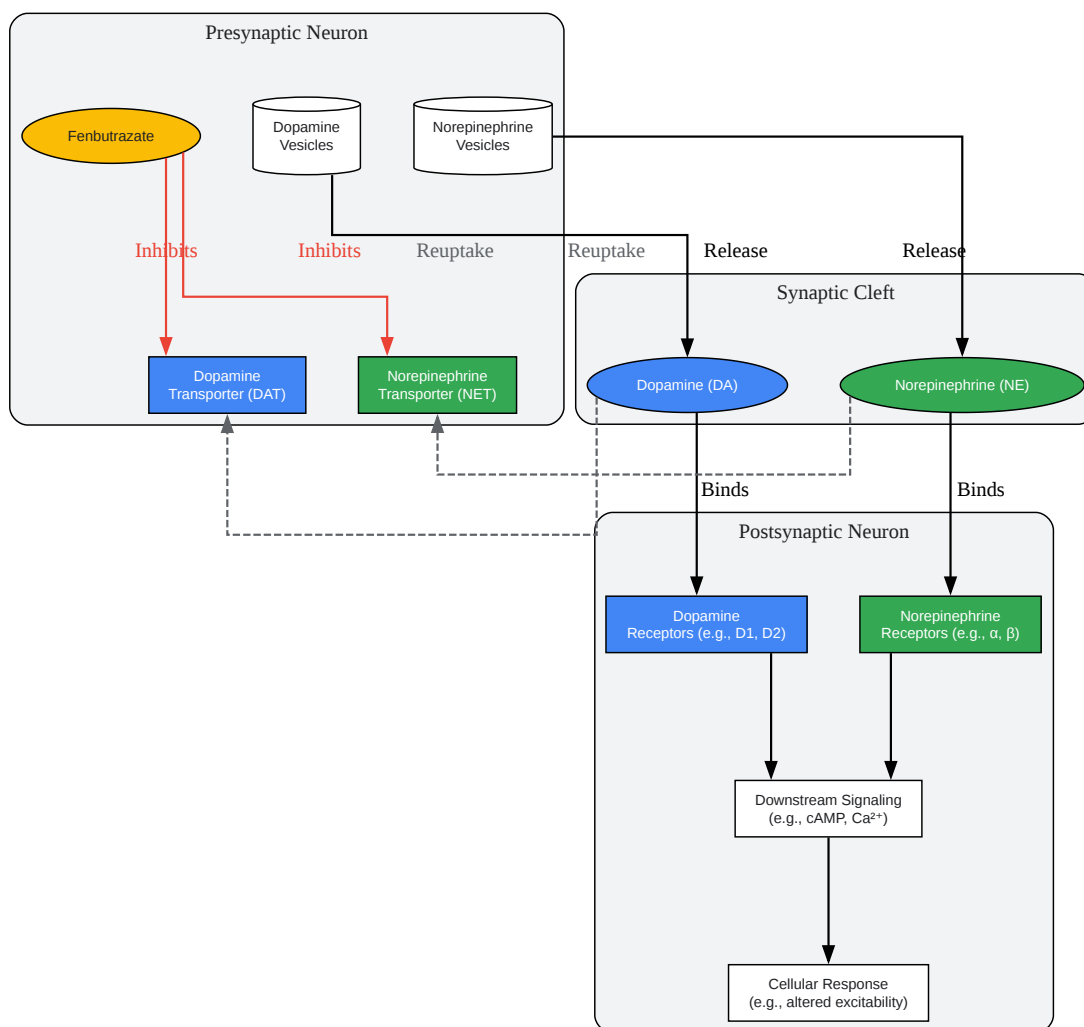 Presynaptic Neuron
Fenbutrazate
Dopamine
Vesicles
Norepinephrine
Vesicles
Inhibits
Inhibits
Reuptake
Reuptake
Release
Release
Synaptic Cleft
Dopamine
Transporter (DAT)
Norepinephrine
Transporter (NET)
Dopamine (DA)
Norepinephrine (NE)
Binds
Binds
Postsynaptic Neuron
Dopamine
Receptors (e.g., D1, D2)
Norepinephrine
Receptors (e.g., α, β)
Downstream Signaling
(e.g., cAMP, Ca²⁺)
Cellular Response
(e.g., altered excitability)